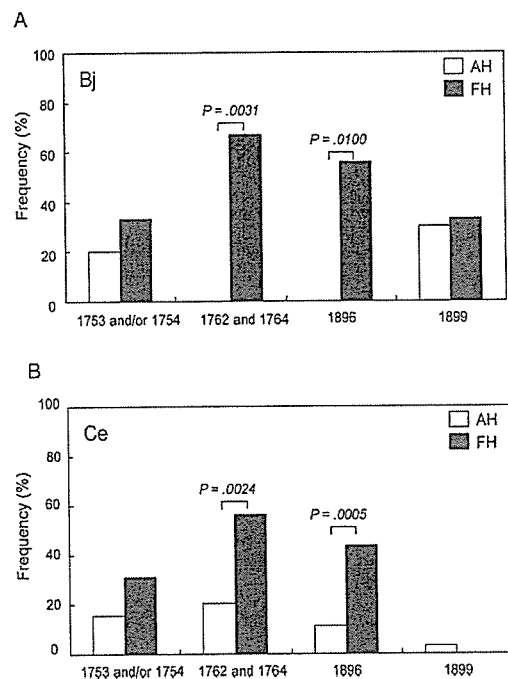 A
100
Bj
AH
FH
80
P = .0031
60
P = .0100
Frequency (%)
40
20
0
1753 and/or 1754 1762 and 1764 1896 1899
B
100
Ce
AH
FH
80
P = .0024
60
P = .0005
Frequency (%)
40
20
0
1753 and/or 1754 1762 and 1764 1896 1899